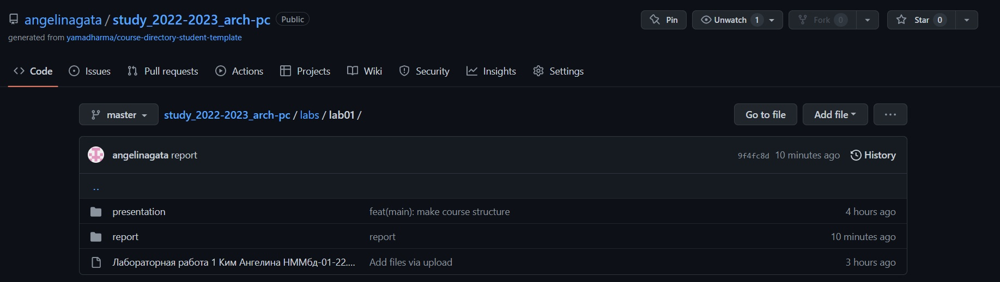 angelinagata / study_2022-2023_arch-pc Public Pin Unwatch 1 Fork 0 Star 0
generated from yamadharma/course-directory-student-template
Code Issues Pull requests Actions Projects Wiki Security Insights Settings
master study_2022-2023_arch-pc / labs / lab01 / Go to file Add file ...
angelinagata report 9f4fc8d 10 minutes ago History
..
presentation feat(main): make course structure 4 hours ago
report report 10 minutes ago
Лабораторная работа 1 Ким Ангелина НММбд-01-22.... Add files via upload 3 hours ago